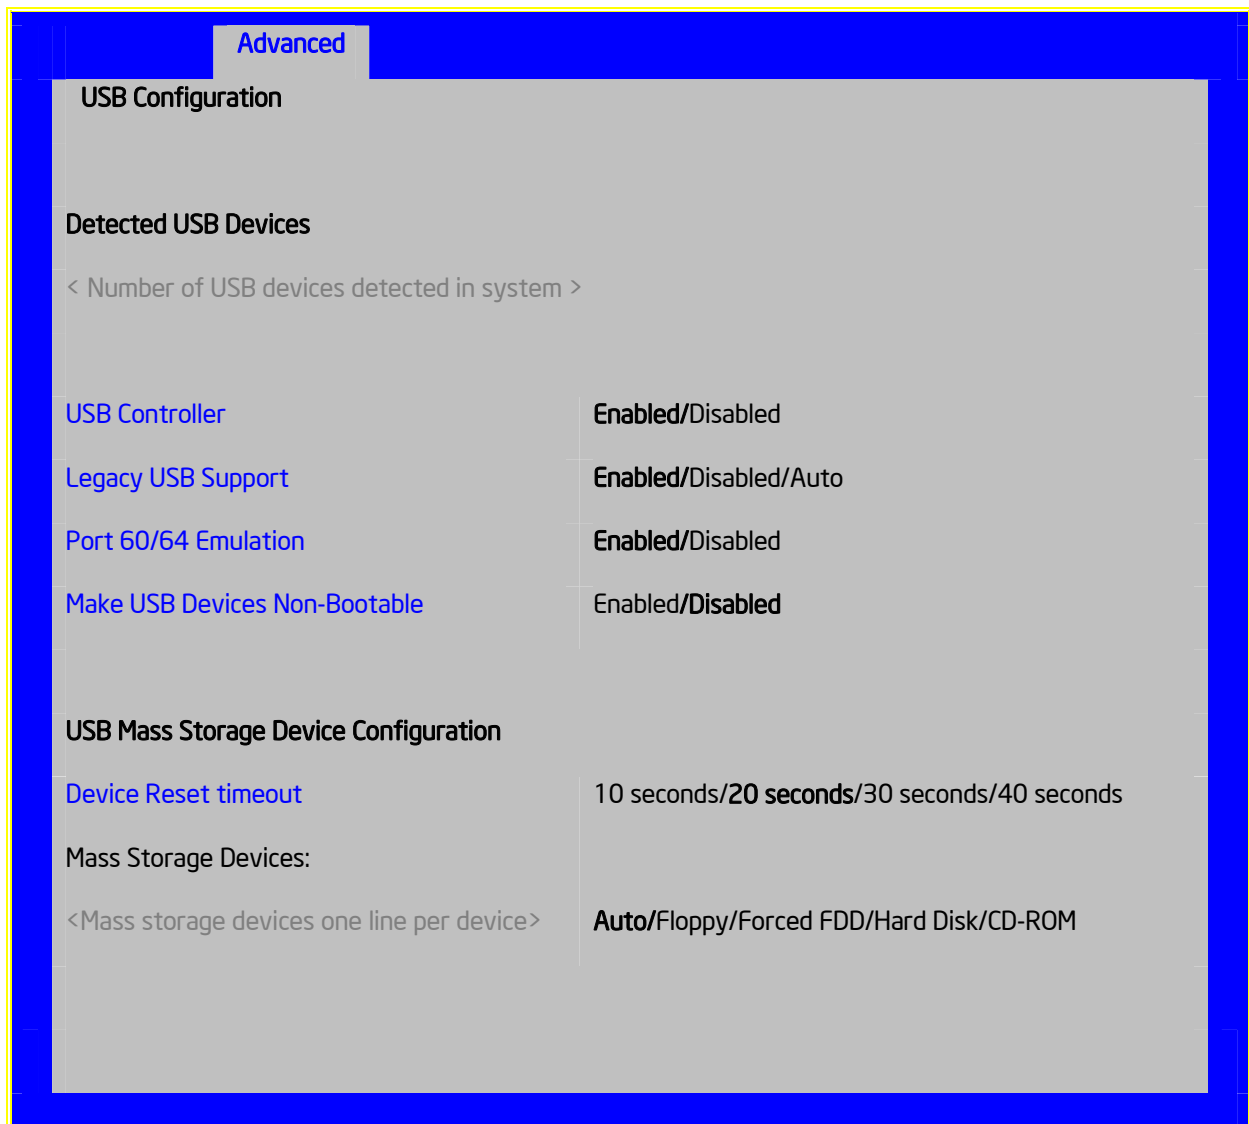 Advanced
USB Configuration
Detected USB Devices
< Number of USB devices detected in system >
USB Controller Enabled/Disabled
Legacy USB Support Enabled/Disabled/Auto
Port 60/64 Emulation Enabled/Disabled
Make USB Devices Non-Bootable Enabled/Disabled
USB Mass Storage Device Configuration
Device Reset timeout 10 seconds/20 seconds/30 seconds/40 seconds
Mass Storage Devices:
<Mass storage devices one line per device> Auto/Floppy/Forced FDD/Hard Disk/CD-ROM